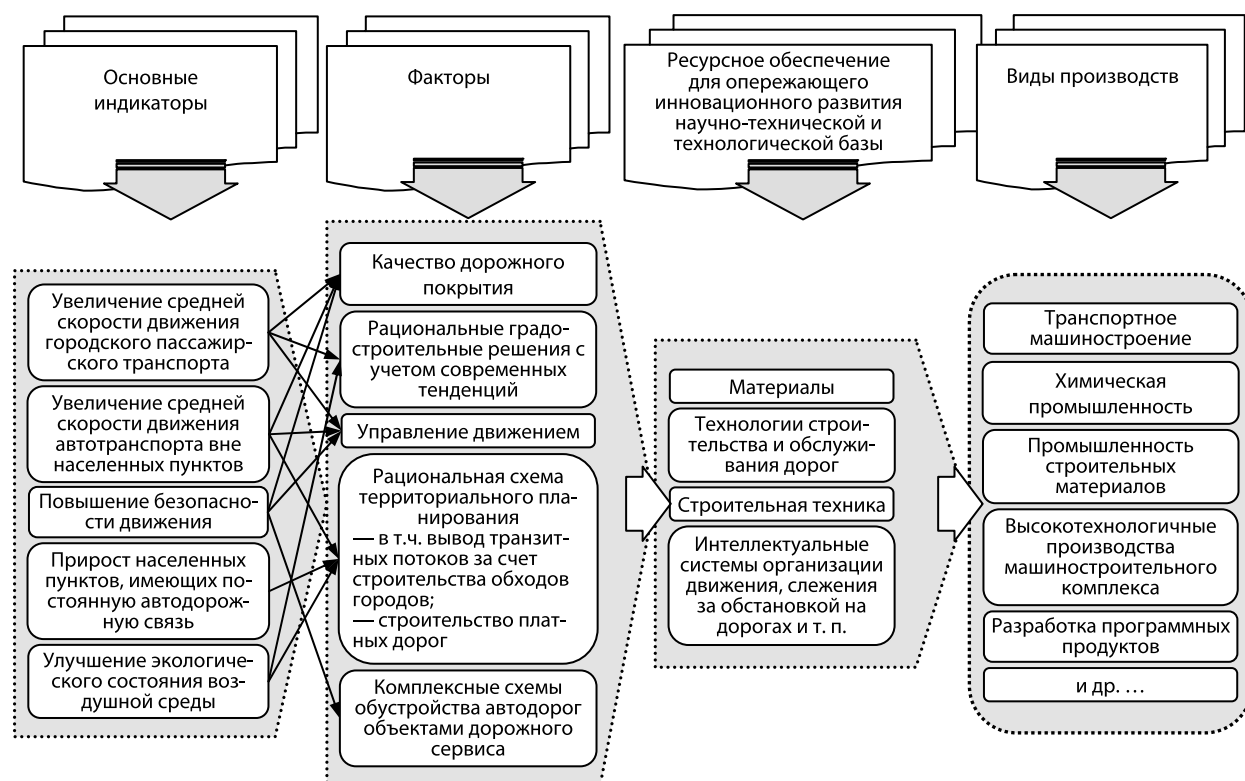 Основные
индикаторы
Факторы
Ресурсное обеспечение
для опережающего
инновационного развития
научно-технической и
технологической базы
Виды производств
Увеличение средней
скорости движения
городского пассажир-
ского транспорта
Увеличение средней
скорости движения
автотранспорта вне
населенных пунктов
Повышение безопасно-
сти движения
Прирост населенных
пунктов, имеющих по-
стоянную автодорож-
ную связь
Улучшение экологиче-
ского состояния воз-
душной среды
Качество дорожного
покрытия
Рациональные градо-
строительные решения с
учетом современных
тенденций
Управление движением
Рациональная схема
территориального пла-
нирования
— в т.ч. вывод транзит-
ных потоков за счет
строительства обходов
городов;
— строительство плат-
ных дорог
Комплексные схемы
обустройства автодорог
объектами дорожного
сервиса
Материалы
Технологии строи-
тельства и обслужи-
вания дорог
Строительная техника
Интеллектуальные
системы организации
движения, слежения
за обстановкой на
дорогах и т. п.
Транспортное
машиностроение
Химическая
промышленность
Промышленность
строительных
материалов
Высокотехнологичные
производства
машиностроительного
комплекса
Разработка программных
продуктов
и др. ...